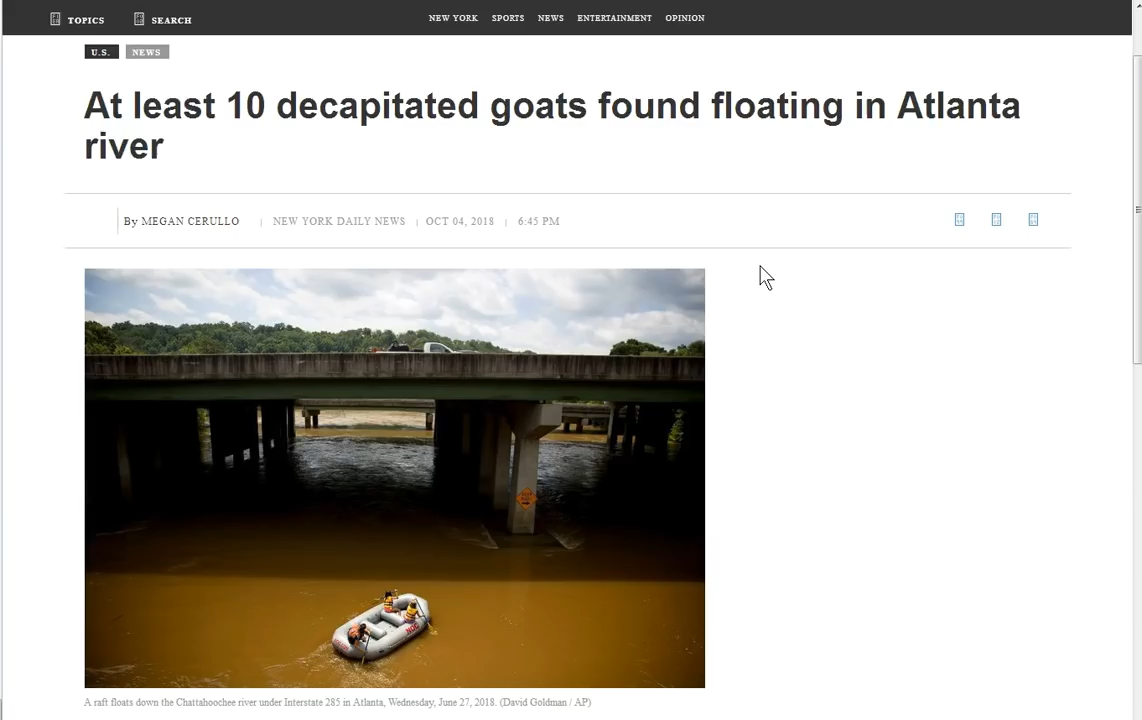 TOPICS SEARCH NEW YORK SPORTS NEWS ENTERTAINMENT OPINION
U.S. NEWS
At least 10 decapitated goats found floating in Atlanta
river
By MEGAN CERULLO | NEW YORK DAILY NEWS | OCT 04, 2018 | 6:45 PM
A raft floats down the Chattahoochee river under Interstate 285 in Atlanta, Wednesday, June 27, 2018. (David Goldman / AP)